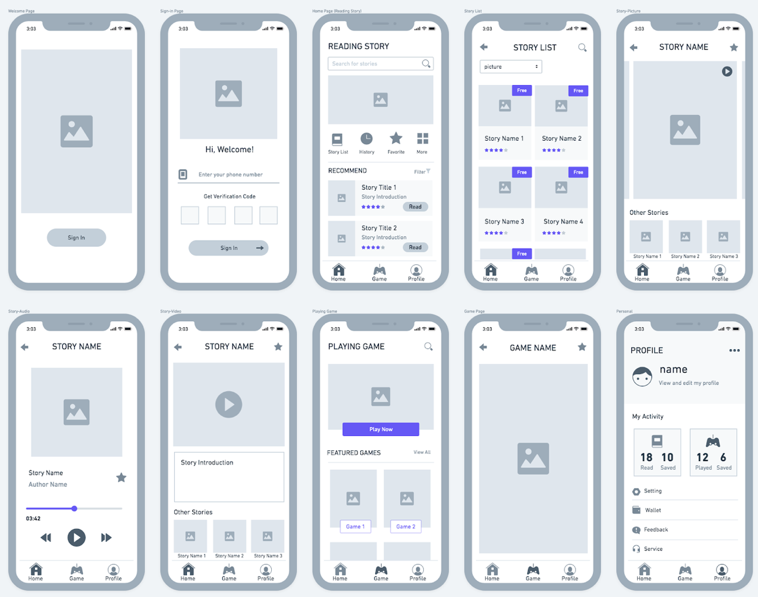 Welcome Page
3:03
Sign In
Sign-in Page
3:03
Hi, Welcome!
Enter your phone number
Get Verification Code
Sign in
Home Page (Reading Story)
3:03
READING STORY
Search for stories
Story List
History
Favorite
More
RECOMMEND
Filter
Story Title 1
Story Introduction
Read
Story Title 2
Story Introduction
Read
Home
Game
Profile
Story List
3:03
STORY LIST
picture
Free
Free
Story Name 1
Story Name 2
Free
Free
Story Name 3
Story Name 4
Free
Home
Game
Profile
Story-Picture
3:03
STORY NAME
Other Stories
Story Name 1
Story Name 2
Story Name 3
Home
Game
Profile
Story-Audio
3:03
STORY NAME
Story Name
Author Name
03:42
Home
Game
Profile
Story-Video
3:03
STORY NAME
Story Introduction
Other Stories
Story Name 1
Story Name 2
Story Name 3
Home
Game
Profile
Playing Game
3:03
PLAYING GAME
Play Now
FEATURED GAMES
View All
Game 1
Game 2
Home
Game
Profile
Game Page
3:03
GAME NAME
Home
Game
Profile
Personal
3:03
PROFILE
name
View and edit my profile
My Activity
18 10
Read Saved
12 6
Played Saved
Setting
Wallet
Feedback
Service
Home
Game
Profile